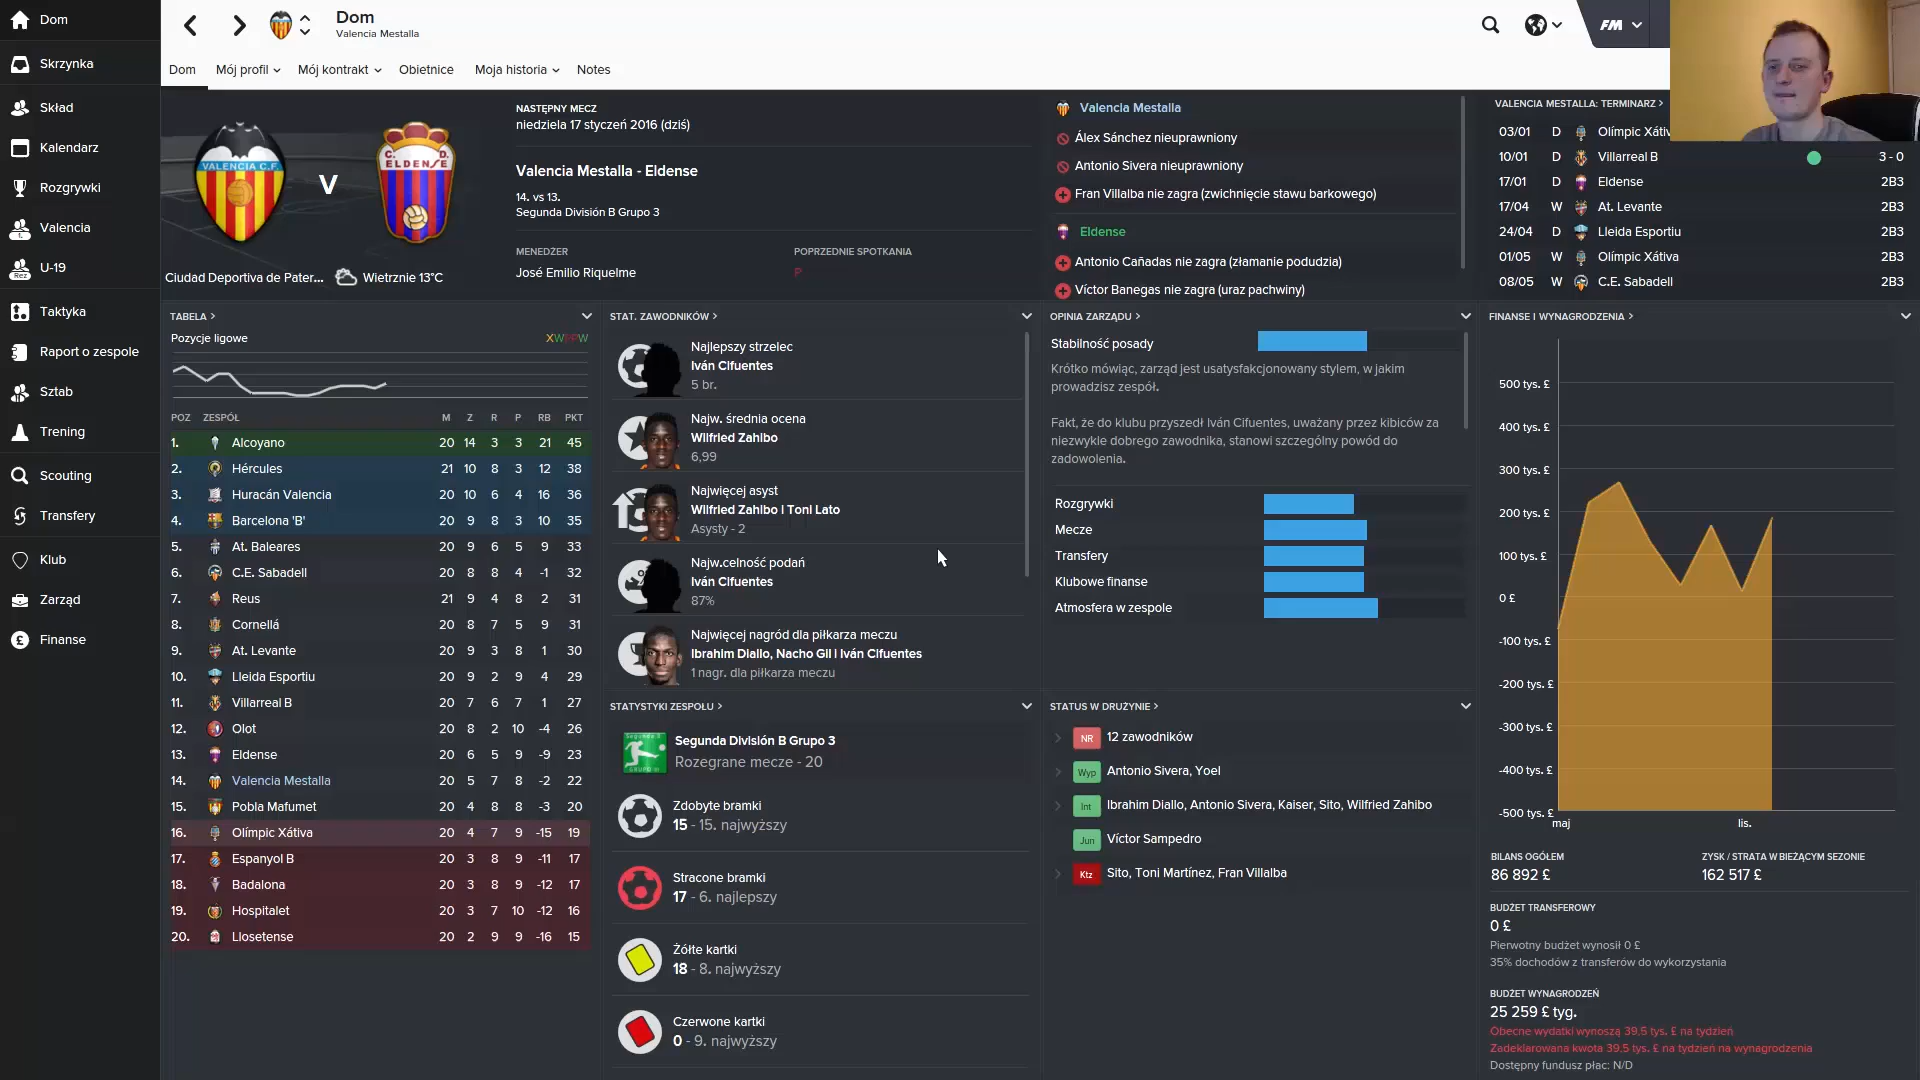 Dom
Skrzynka
Skład
Kalendarz
Rozgrywki
Valencia
U-19
Taktyka
Raport o zespole
Sztab
Trening
Scouting
Transfery
Klub
Zarząd
Finanse
Dom
Valencia Mestalla
FM
Dom
Mój profil
Mój kontrakt
Obietnice
Moja historia
Notes
VALENCIA C.F.
C. D.
ELDENSE
V
Ciudad Deportiva de Pater...
Wietrznie 13°C
NASTĘPNY MECZ
niedziela 17 styczeń 2016 (dziś)
Valencia Mestalla - Eldense
14. vs 13.
Segunda División B Grupo 3
MENEDŻER
José Emilio Riquelme
POPRZEDNIE SPOTKANIA
P
Valencia Mestalla
Álex Sánchez nieuprawniony
Antonio Sivera nieuprawniony
Fran Villalba nie zagra (zwichnięcie stawu barkowego)
Eldense
Antonio Cañadas nie zagra (złamanie podudzia)
Víctor Banegas nie zagra (uraz pachwiny)
VALENCIA MESTALLA: TERMINARZ >
03/01 D Olímpic Xátiv
10/01 D Villarreal B 3 - 0
17/01 D Eldense 2B3
17/04 W At. Levante 2B3
24/04 D Lleida Esportiu 2B3
01/05 W Olímpic Xátiva 2B3
08/05 W C.E. Sabadell 2B3
TABELA >
Pozycje ligowe
POZ ZESPÓŁ M Z R P RB PKT
1. Alcoyano 20 14 3 3 21 45
2. Hércules 21 10 8 3 12 38
3. Huracán Valencia 20 10 6 4 16 36
4. Barcelona 'B' 20 9 8 3 10 35
5. At. Baleares 20 9 6 5 9 33
6. C.E. Sabadell 20 8 8 4 -1 32
7. Reus 21 9 4 8 2 31
8. Cornellá 20 8 7 5 9 31
9. At. Levante 20 9 3 8 1 30
10. Lleida Esportiu 20 9 2 9 4 29
11. Villarreal B 20 7 6 7 1 27
12. Olot 20 8 2 10 -4 26
13. Eldense 20 6 5 9 -9 23
14. Valencia Mestalla 20 5 7 8 -2 22
15. Pobla Mafumet 20 4 8 8 -3 20
16. Olímpic Xátiva 20 4 7 9 -15 19
17. Espanyol B 20 3 8 9 -11 17
18. Badalona 20 3 8 9 -12 17
19. Hospitalet 20 3 7 10 -12 16
20. Llosetense 20 2 9 9 -16 15
STAT. ZAWODNIKÓW >
Najlepszy strzelec
Iván Cifuentes
5 br.
Najw. średnia ocena
Wilfried Zahibo
6,99
Najwięcej asyst
Wilfried Zahibo i Toni Lato
Asysty - 2
Najw.celność podań
Iván Cifuentes
87%
Najwięcej nagród dla piłkarza meczu
Ibrahim Diallo, Nacho Gil i Iván Cifuentes
1 nagr. dla piłkarza meczu
STATYSTYKI ZESPOŁU >
Segunda División B Grupo 3
Rozegrane mecze - 20
Zdobyte bramki
15 - 15. najwyższy
Stracone bramki
17 - 6. najlepszy
Żółte kartki
18 - 8. najwyższy
Czerwone kartki
0 - 9. najwyższy
OPINIA ZARZĄDU >
Stabilność posady
Krótko mówiąc, zarząd jest usatysfakcjonowany stylem, w jakim
prowadzisz zespół.
Fakt, że do klubu przyszedł Iván Cifuentes, uważany przez kibiców za
niezwykle dobrego zawodnika, stanowi szczególny powód do
zadowolenia.
Rozgrywki
Mecze
Transfery
Klubowe finanse
Atmosfera w zespole
STATUS W DRUŻYNIE >
NR 12 zawodników
Wyp Antonio Sivera, Yoel
Int Ibrahim Diallo, Antonio Sivera, Kaiser, Sito, Wilfried Zahibo
Jun Víctor Sampedro
Ktz Sito, Toni Martínez, Fran Villalba
FINANSE I WYNAGRODZENIA >
500 tys. £
400 tys. £
300 tys. £
200 tys. £
100 tys. £
0 £
-100 tys. £
-200 tys. £
-300 tys. £
-400 tys. £
-500 tys. £
maj lis.
BILANS OGÓŁEM
86 892 £
ZYSK / STRATA W BIEŻĄCYM SEZONIE
162 517 £
BUDŻET TRANSFEROWY
0 £
Pierwotny budżet wynosił 0 £
35% dochodów z transferów do wykorzystania
BUDŻET WYNAGRODZEŃ
25 259 £ tyg.
Obecne wydatki wynoszą 39,5 tys. £ na tydzień
Zadeklarowana kwota 39,5 tys. £ na tydzień na wynagrodzenia
Dostępny fundusz płac: N/D